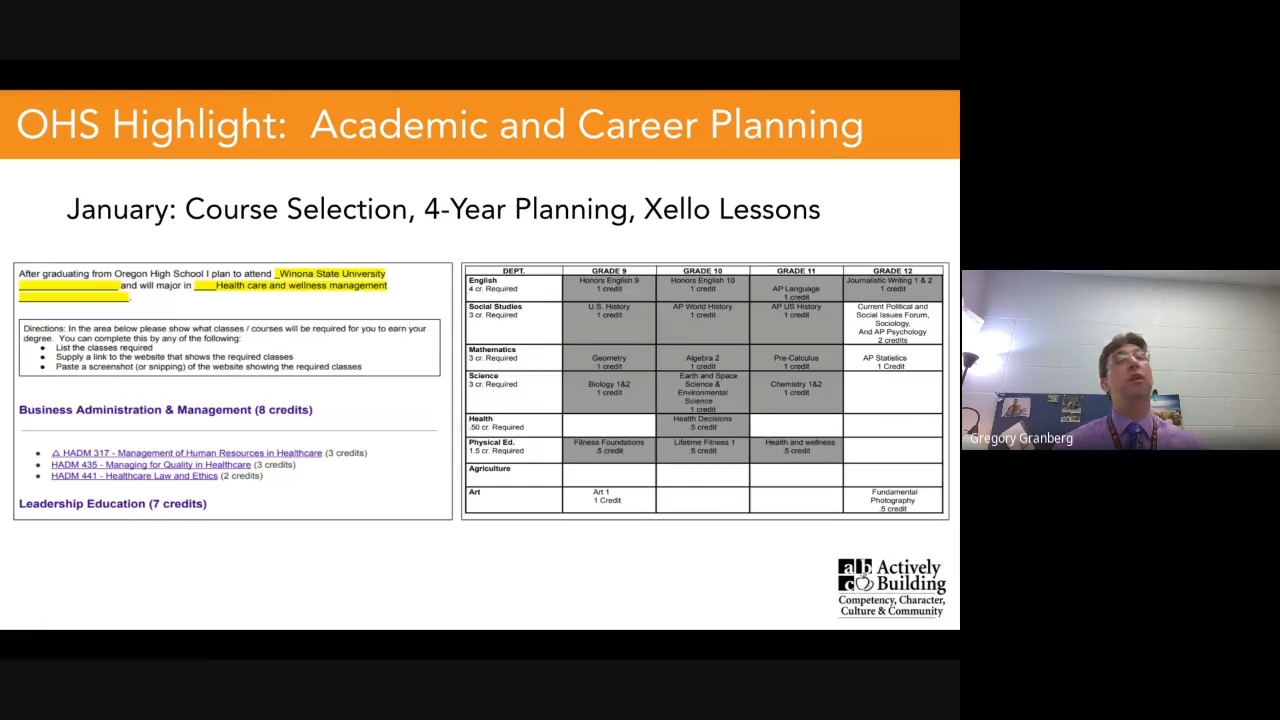 OHS Highlight:  Academic and Career Planning
January: Course Selection, 4-Year Planning, Xello Lessons
After graduating from Oregon High School I plan to attend _Winona State University
____________________ and will major in ____Health care and wellness management
______________________.
Directions: In the area below please show what classes / courses will be required for you to earn your
degree.  You can complete this by any of the following:
● List the classes required
● Supply a link to the website that shows the required classes
● Paste a screenshot (or snipping) of the website showing the required classes
Business Administration & Management (8 credits)
● △ HADM 317 - Management of Human Resources in Healthcare (3 credits)
● HADM 435 - Managing for Quality in Healthcare (3 credits)
● HADM 441 - Healthcare Law and Ethics (2 credits)
Leadership Education (7 credits)
DEPT. GRADE 9 GRADE 10 GRADE 11 GRADE 12
English Honors English 9 Honors English 10 Journalistic Writing 1 & 2
4 cr. Required 1 credit 1 credit AP Language 1 credit
1 credit
Social Studies U.S. History AP World History AP US History Current Political and
3 cr. Required 1 credit 1 credit 1 credit Social Issues Forum,
Sociology,
And AP Psychology
2 credits
Mathematics
3 cr. Required Geometry Algebra 2 Pre-Calculus AP Statistics
1 credit 1 credit 1 credit 1 Credit
Science Earth and Space
3 cr. Required Biology 1&2 Science & Chemistry 1&2
1 credit Environmental 1 credit
Science
1 credit
Health Health Decisions
.50 cr. Required .5 credit
Physical Ed. Fitness Foundations Lifetime Fitness 1 Health and wellness
1.5 cr. Required .5 credit .5 credit .5 credit
Agriculture
Art Art 1 Fundamental
1 Credit Photography
.5 credit
a b c Actively
Building
Competency, Character,
Culture & Community
Gregory Granberg